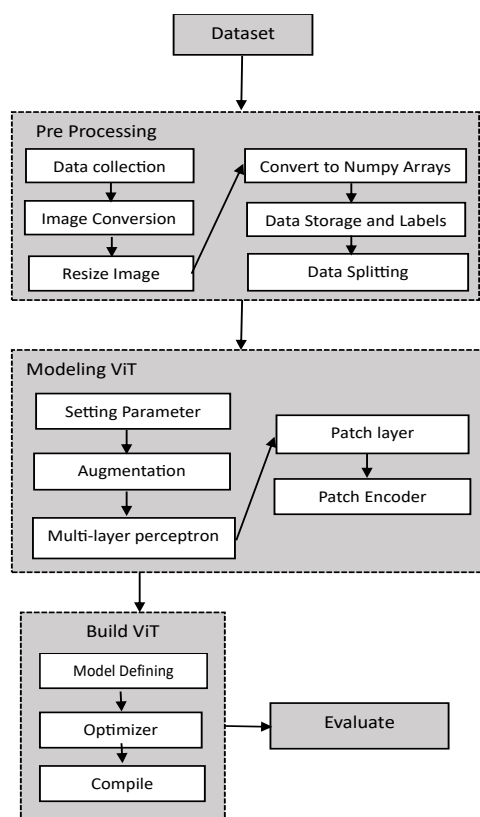 Dataset
Pre Processing
Data collection
Image Conversion
Resize Image
Convert to Numpy Arrays
Data Storage and Labels
Data Splitting
Modeling ViT
Setting Parameter
Augmentation
Multi-layer perceptron
Patch layer
Patch Encoder
Build ViT
Model Defining
Optimizer
Compile
Evaluate